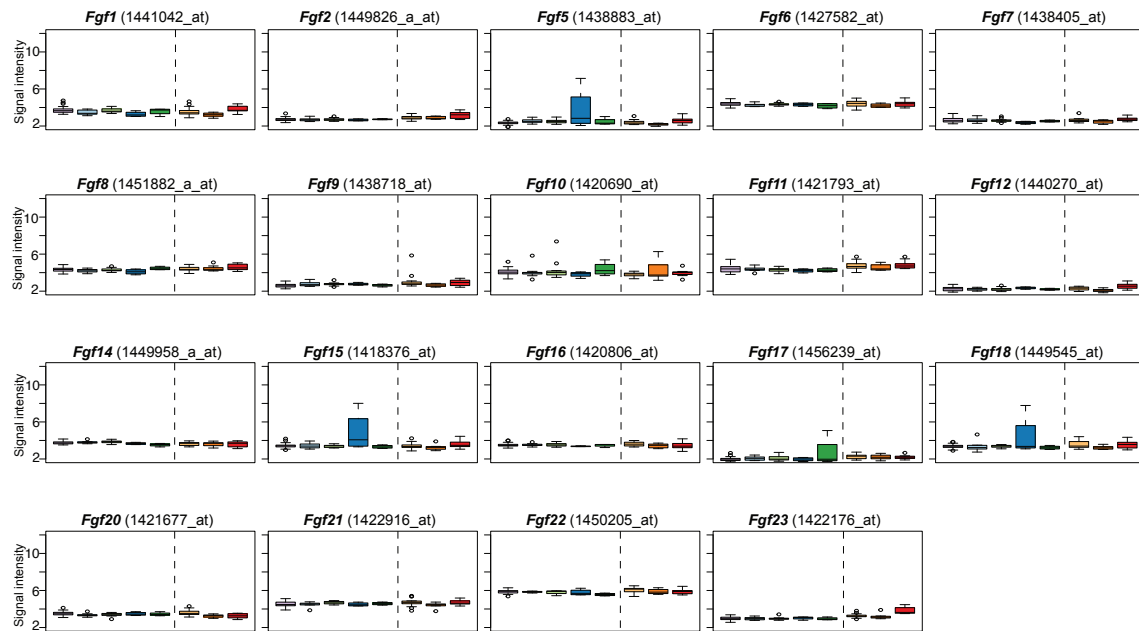 Fgf1 (1441042_at) Fgf2 (1449826_a_at) Fgf5 (1438883_at) Fgf6 (1427582_at) Fgf7 (1438405_at)
Signal intensity
10
6
2
Fgf8 (1451882_a_at) Fgf9 (1438718_at) Fgf10 (1420690_at) Fgf11 (1421793_at) Fgf12 (1440270_at)
Signal intensity
10
6
2
Fgf14 (1449958_a_at) Fgf15 (1418376_at) Fgf16 (1420806_at) Fgf17 (1456239_at) Fgf18 (1449545_at)
Signal intensity
10
6
2
Fgf20 (1421677_at) Fgf21 (1422916_at) Fgf22 (1450205_at) Fgf23 (1422176_at)
Signal intensity
10
6
2